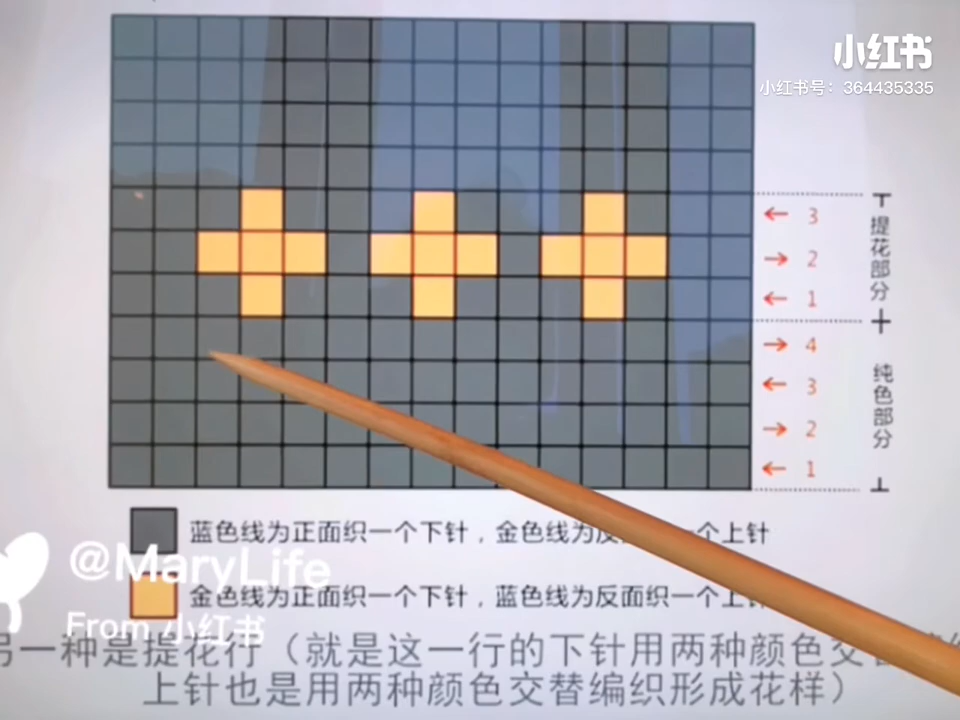 小红书
小红书号：364435335
3
2
1
提花部分
4
3
2
1
纯色部分
蓝色线为正面织一个下针，金色线为反 个上针
金色线为正面织一个下针，蓝色线为反面织一个上针
@MaryLife
From 小红书
另一种是提花行（就是这一行的下针用两种颜色交替
上针也是用两种颜色交替编织形成花样）